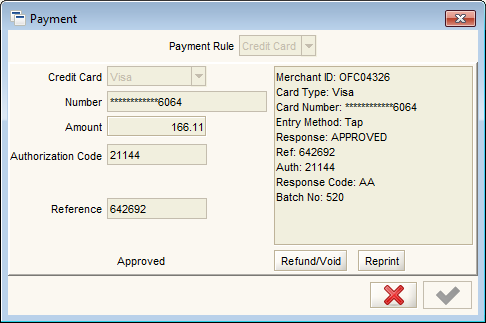 Payment
Payment Rule Credit Card
Credit Card Visa
Number ************6064
Amount 166.11
Authorization Code 21144
Reference 642692
Approved
Merchant ID: OFC04326
Card Type: Visa
Card Number: ************6064
Entry Method: Tap
Response: APPROVED
Ref: 642692
Auth: 21144
Response Code: AA
Batch No: 520
Refund/Void Reprint